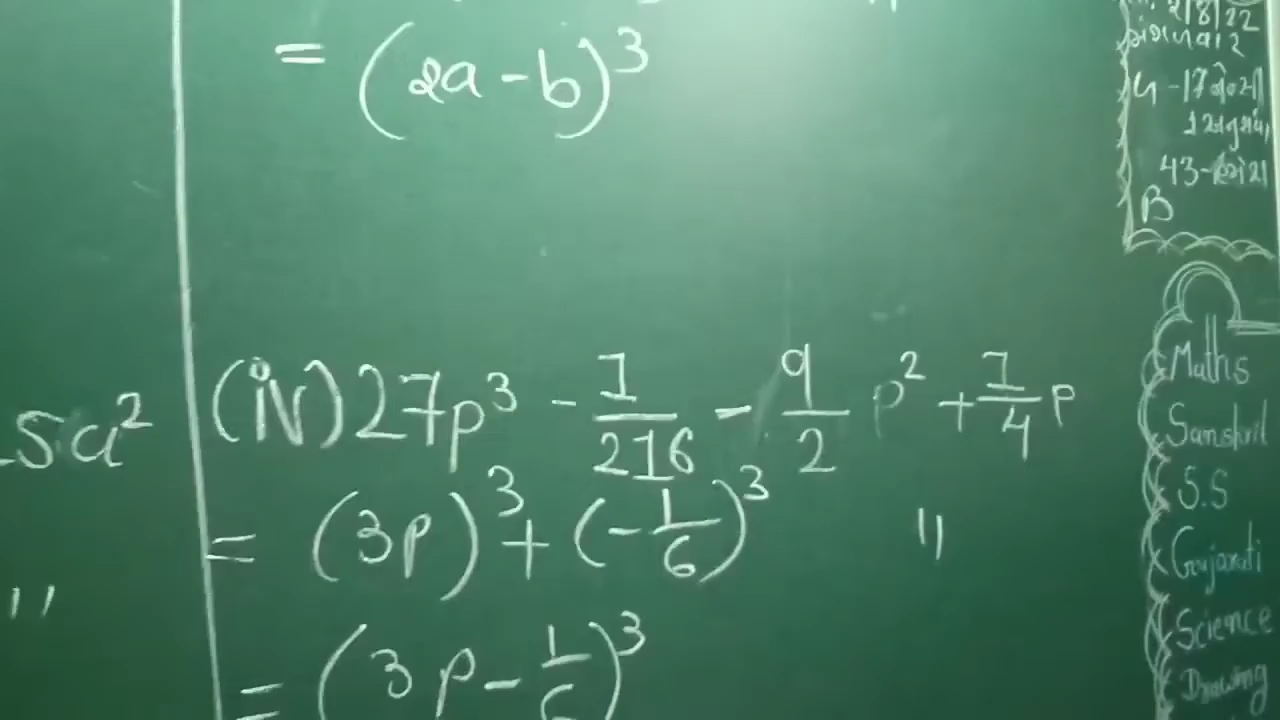 = (2a - b)³
5a²
(iv) 27p³ - 1/216 - 9/2 p² + 1/4 p
= (3p)³ + (-1/6)³ "
"
= (3p - 1/6)³
2/8/22
મંગળવાર
43-
B
Maths
Sanskrit
S.S
Gujarati
Science
Drawing